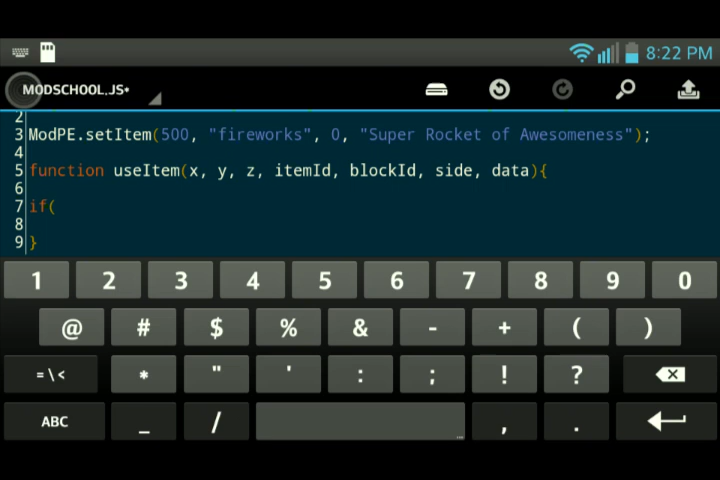 8:22 PM
MODSCHOOL.JS*
2
3 ModPE.setItem(500, "fireworks", 0, "Super Rocket of Awesomeness");
4
5 function useItem(x, y, z, itemId, blockId, side, data){
6
7 if(
8
9 }
1 2 3 4 5 6 7 8 9 0
@ # $ % & - + ( )
= \ < * " ' : ; ! ?
ABC _ / ... , .